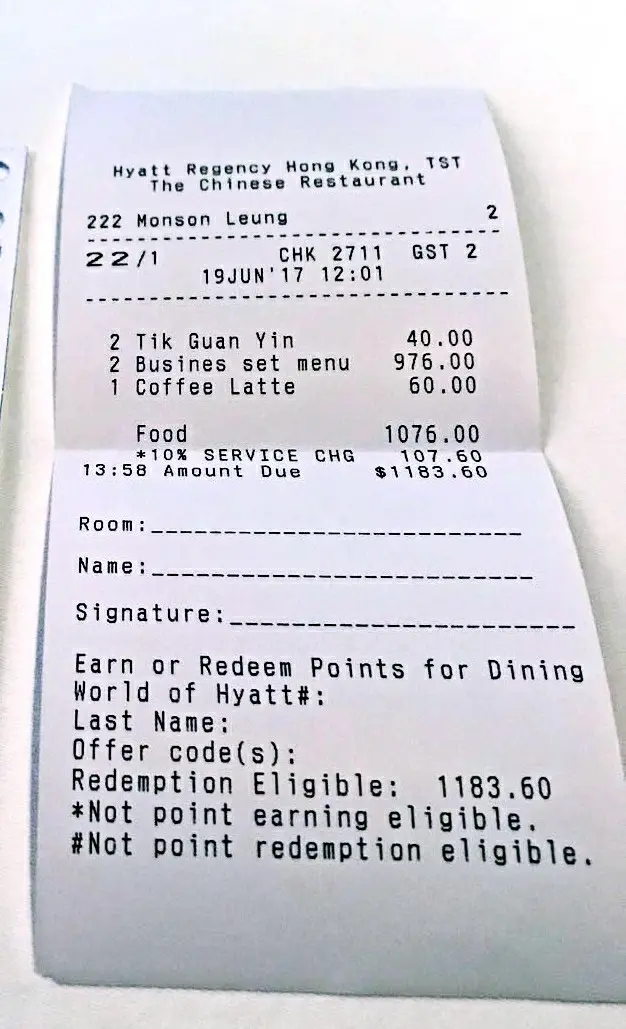 Hyatt Regency Hong Kong, TST
The Chinese Restaurant
222 Monson Leung 2
22/1 CHK 2711 GST 2
19JUN'17 12:01
2 Tik Guan Yin 40.00
2 Busines set menu 976.00
1 Coffee Latte 60.00
Food 1076.00
*10% SERVICE CHG 107.60
13:58 Amount Due $1183.60
Room:
Name:
Signature:
Earn or Redeem Points for Dining
World of Hyatt#:
Last Name:
Offer code(s):
Redemption Eligible: 1183.60
*Not point earning eligible.
#Not point redemption eligible.